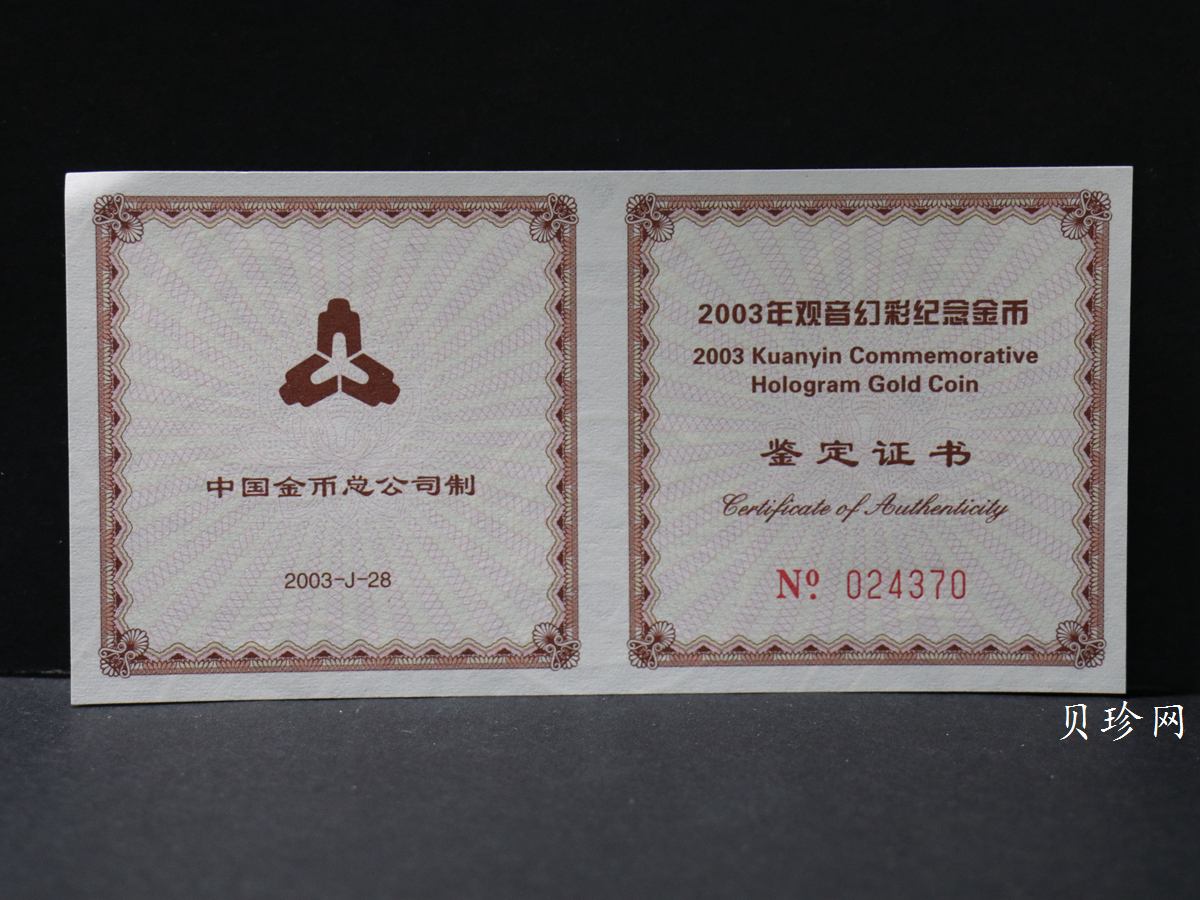 中国金币总公司制
2003-J-28
2003年观音幻彩纪念金币
2003 Kuanyin Commemorative
Hologram Gold Coin
鉴定证书
Certificate of Authenticity
Nº 024370
贝珍网